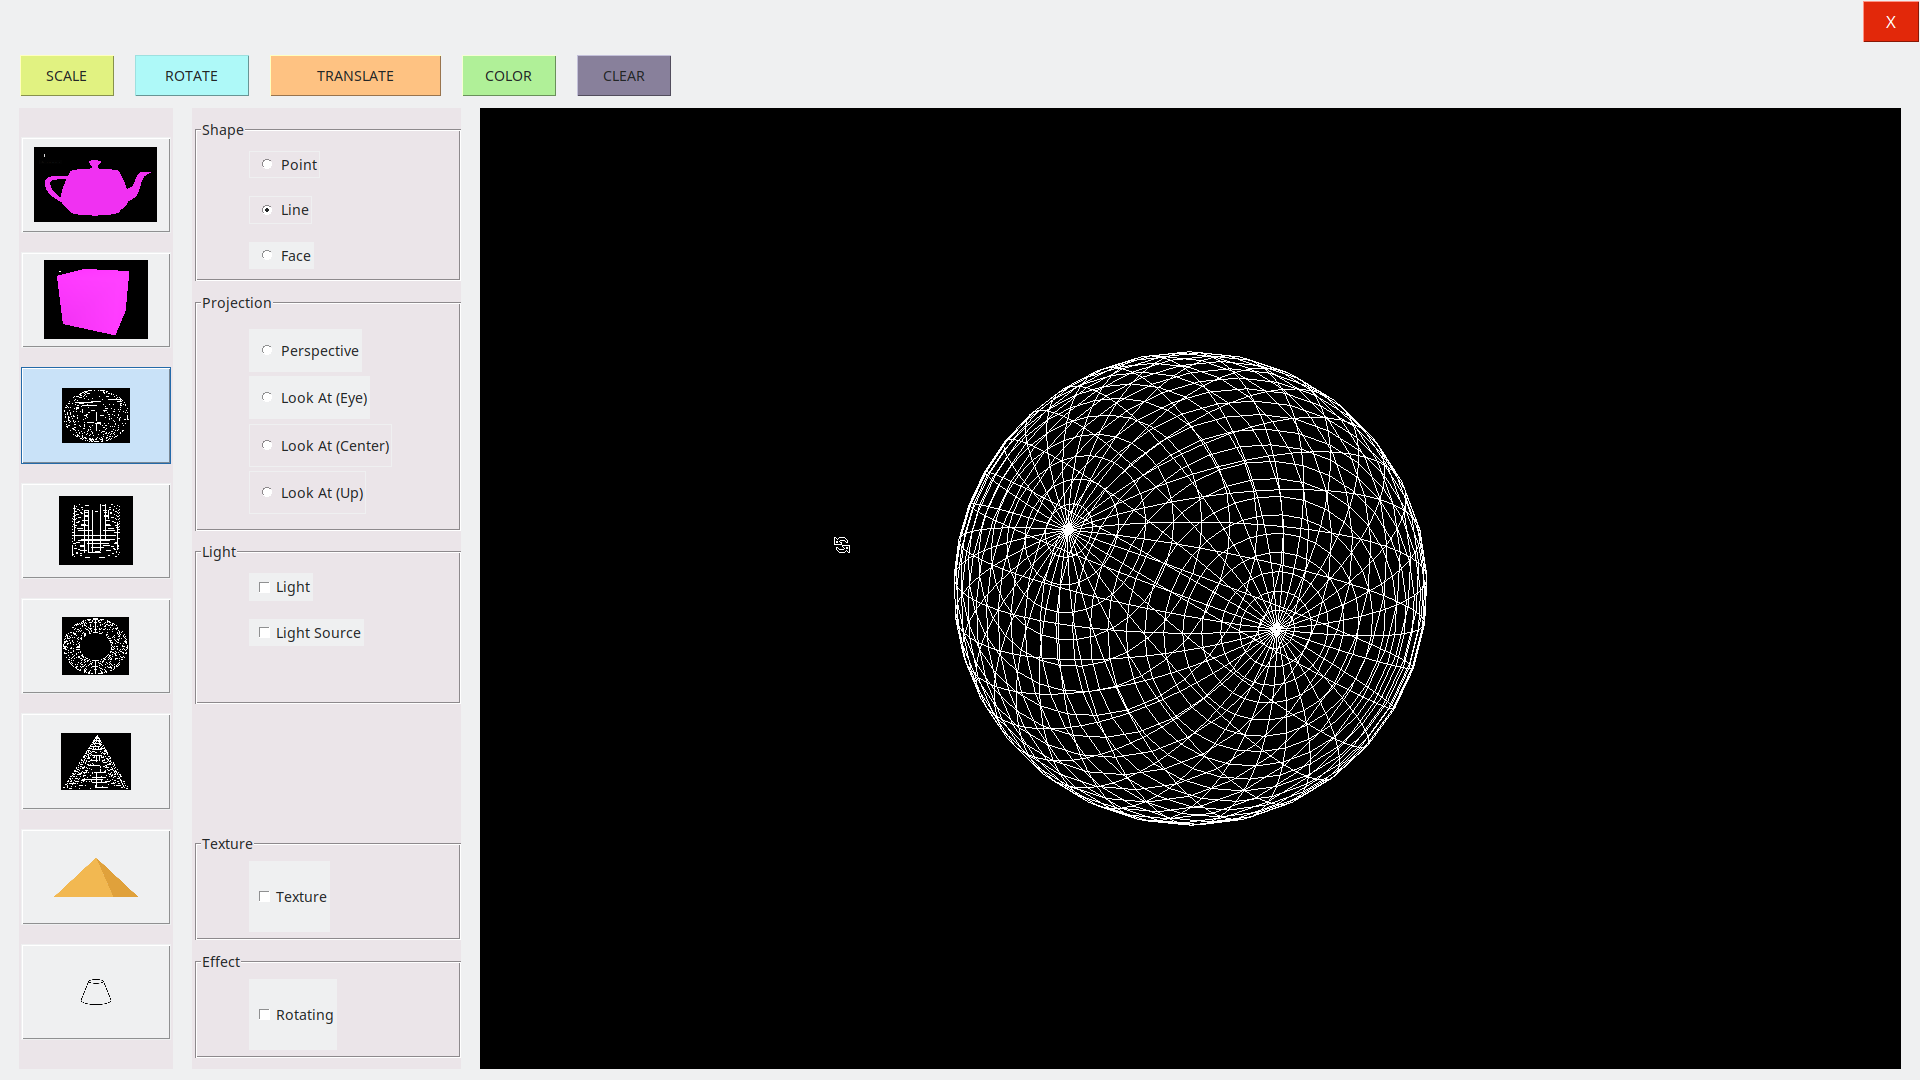 X
SCALE
ROTATE
TRANSLATE
COLOR
CLEAR
Shape
Point
Line
Face
Projection
Perspective
Look At (Eye)
Look At (Center)
Look At (Up)
Light
Light
Light Source
Texture
Texture
Effect
Rotating